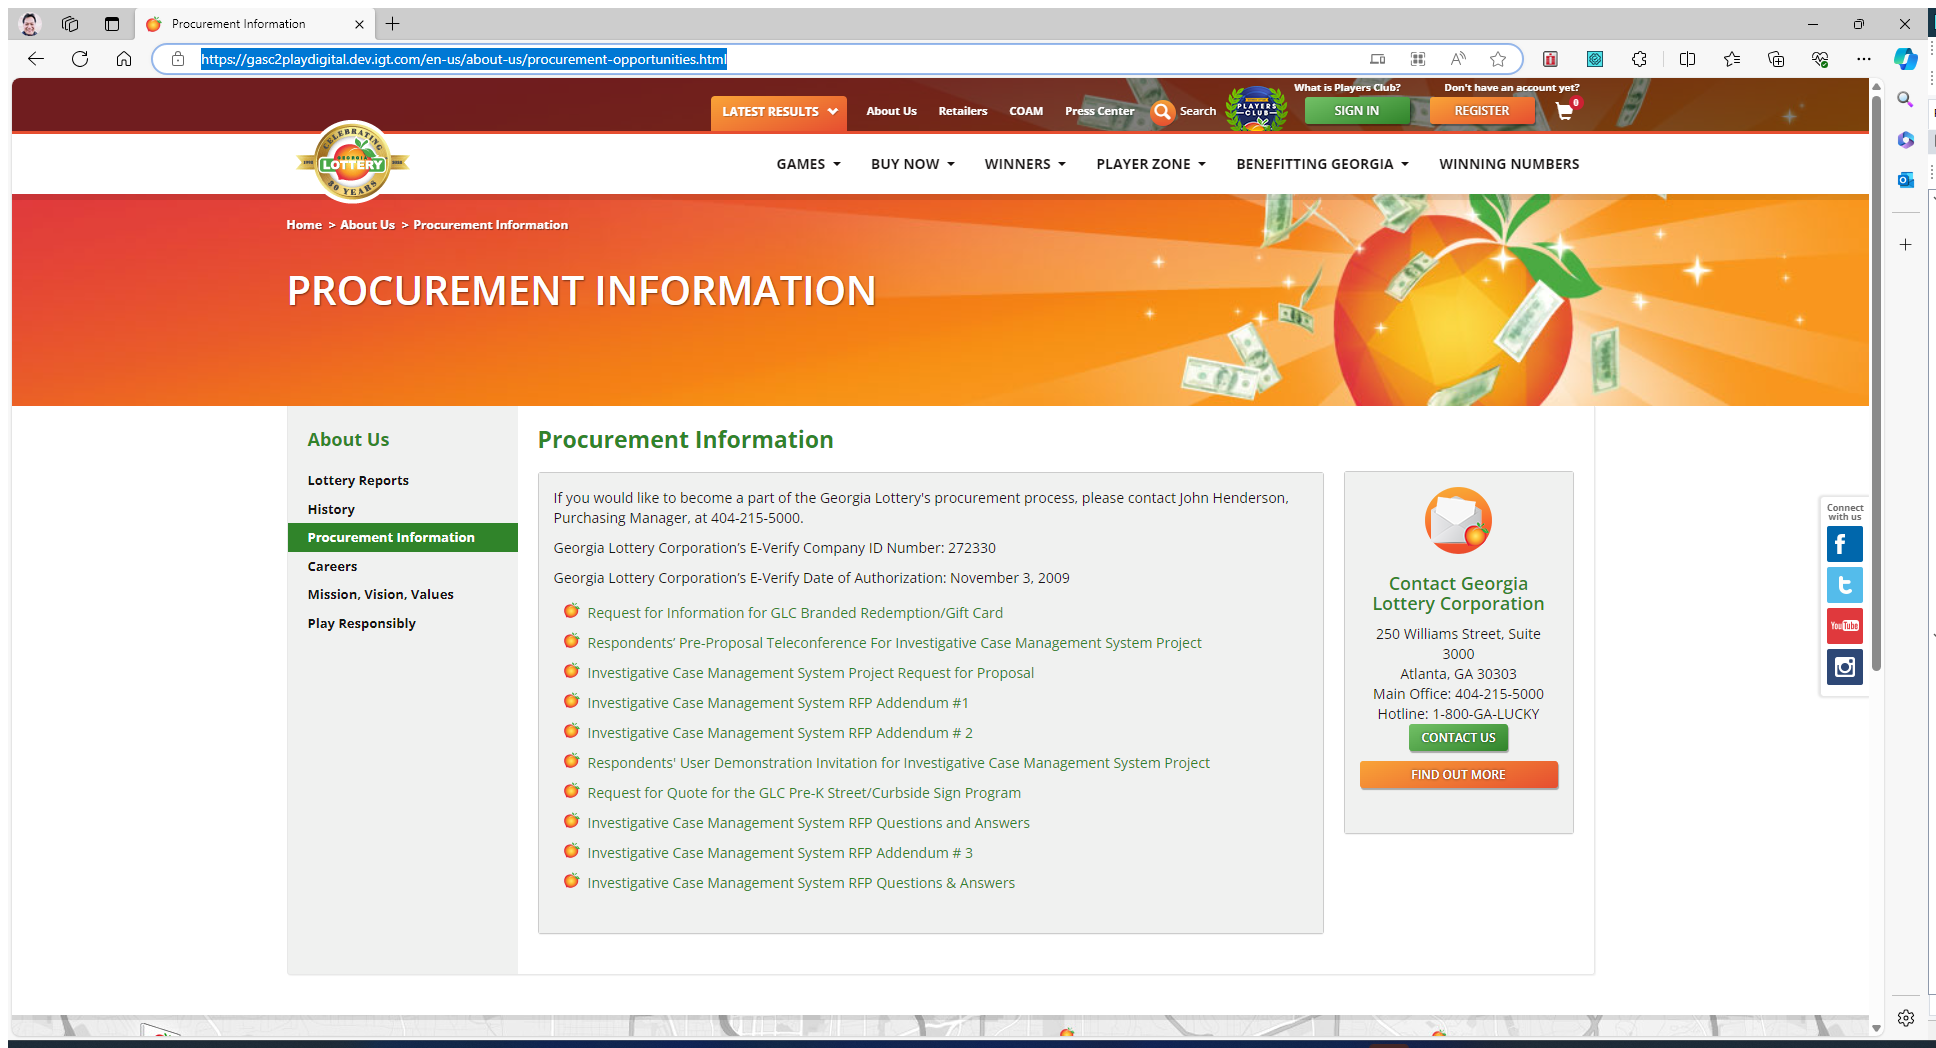 Procurement Information
https://gasc2playdigital.dev.igt.com/en-us/about-us/procurement-opportunities.html
What is Players Club?
Don't have an account yet?
LATEST RESULTS
About Us
Retailers
COAM
Press Center
Search
PLAYERS
CLUB
SIGN IN
REGISTER
0
CELEBRATING
GEORGIA
LOTTERY
30 YEARS
GAMES
BUY NOW
WINNERS
PLAYER ZONE
BENEFITTING GEORGIA
WINNING NUMBERS
Home > About Us > Procurement Information
PROCUREMENT INFORMATION
About Us
Lottery Reports
History
Procurement Information
Careers
Mission, Vision, Values
Play Responsibly
Procurement Information
If you would like to become a part of the Georgia Lottery's procurement process, please contact John Henderson,
Purchasing Manager, at 404-215-5000.
Georgia Lottery Corporation's E-Verify Company ID Number: 272330
Georgia Lottery Corporation's E-Verify Date of Authorization: November 3, 2009
Request for Information for GLC Branded Redemption/Gift Card
Respondents' Pre-Proposal Teleconference For Investigative Case Management System Project
Investigative Case Management System Project Request for Proposal
Investigative Case Management System RFP Addendum #1
Investigative Case Management System RFP Addendum # 2
Respondents' User Demonstration Invitation for Investigative Case Management System Project
Request for Quote for the GLC Pre-K Street/Curbside Sign Program
Investigative Case Management System RFP Questions and Answers
Investigative Case Management System RFP Addendum # 3
Investigative Case Management System RFP Questions & Answers
Contact Georgia
Lottery Corporation
250 Williams Street, Suite
3000
Atlanta, GA 30303
Main Office: 404-215-5000
Hotline: 1-800-GA-LUCKY
CONTACT US
FIND OUT MORE
Connect
with us
You Tube